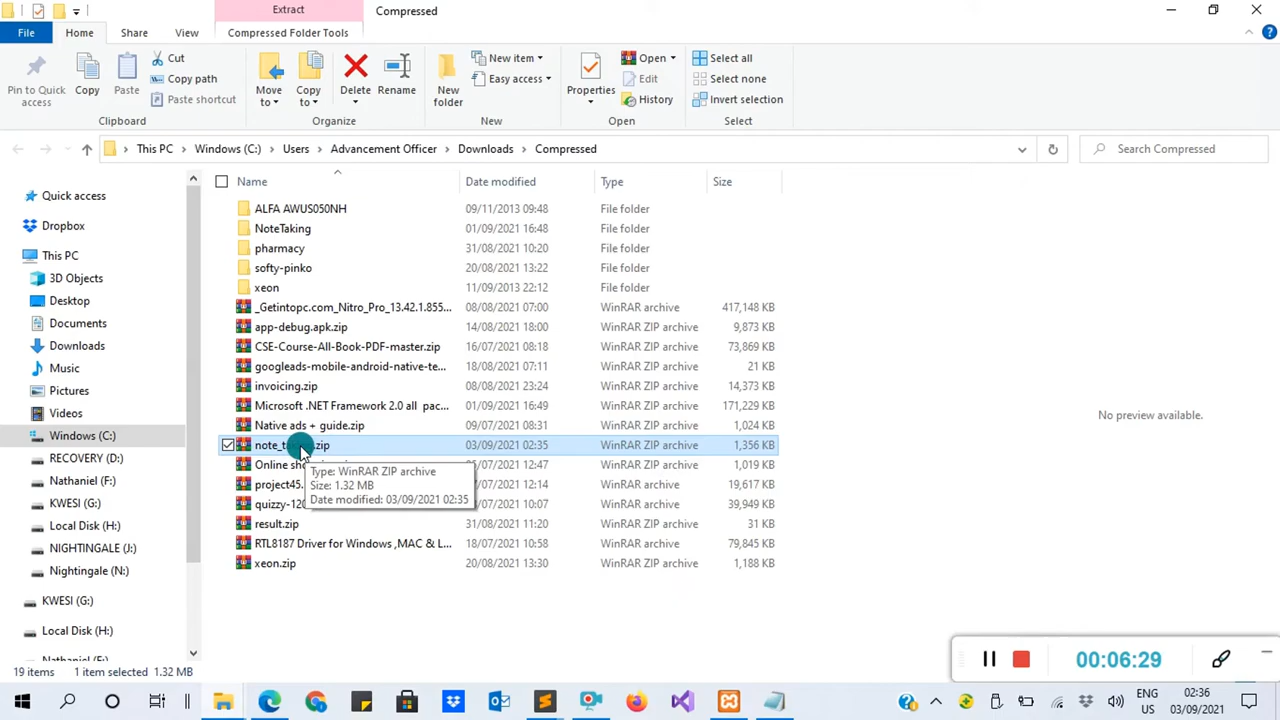 Extract
Compressed
File
Home
Share
View
Compressed Folder Tools
Pin to Quick access
Copy
Paste
Cut
Copy path
Paste shortcut
Clipboard
Move to
Copy to
Delete
Rename
Organize
New folder
New item
Easy access
New
Properties
Open
Edit
History
Open
Select all
Select none
Invert selection
Select
This PC > Windows (C:) > Users > Advancement Officer > Downloads > Compressed
Search Compressed
Name Date modified Type Size
Quick access
Dropbox
This PC
3D Objects
Desktop
Documents
Downloads
Music
Pictures
Videos
Windows (C:)
RECOVERY (D:)
Nathaniel (F:)
KWESI (G:)
Local Disk (H:)
NIGHTINGALE (J:)
Nightingale (N:)
KWESI (G:)
Local Disk (H:)
Nathaniel (F:)
ALFA AWUS050NH 09/11/2013 09:48 File folder
NoteTaking 01/09/2021 16:48 File folder
pharmacy 31/08/2021 10:20 File folder
softy-pinko 20/08/2021 13:22 File folder
xeon 11/09/2013 22:12 File folder
_Getintopc.com_Nitro_Pro_13.42.1.855... 08/08/2021 07:00 WinRAR archive 417,148 KB
app-debug.apk.zip 14/08/2021 18:00 WinRAR ZIP archive 9,873 KB
CSE-Course-All-Book-PDF-master.zip 16/07/2021 08:18 WinRAR ZIP archive 73,869 KB
googleads-mobile-android-native-te... 18/08/2021 07:11 WinRAR ZIP archive 21 KB
invoicing.zip 08/08/2021 23:24 WinRAR ZIP archive 14,373 KB
Microsoft .NET Framework 2.0 all pac... 01/09/2021 16:49 WinRAR ZIP archive 171,229 KB
Native ads + guide.zip 09/07/2021 08:31 WinRAR ZIP archive 1,024 KB
.zip 03/09/2021 02:35 WinRAR ZIP archive 1,356 KB
Online 07/2021 12:47 WinRAR ZIP archive 1,019 KB
project45. 07/2021 12:14 WinRAR archive 19,617 KB
07/2021 10:07 WinRAR ZIP archive 39,949 KB
result.zip 31/08/2021 11:20 WinRAR ZIP archive 31 KB
RTL8187 Driver for Windows ,MAC & L... 18/07/2021 10:58 WinRAR archive 79,845 KB
xeon.zip 20/08/2021 13:30 WinRAR ZIP archive 1,188 KB
Type: WinRAR ZIP archive
Size: 1.32 MB
Date modified: 03/09/2021 02:35
No preview available.
19 items 1 item selected 1.32 MB
00:06:29
ENG
US
02:36
03/09/2021